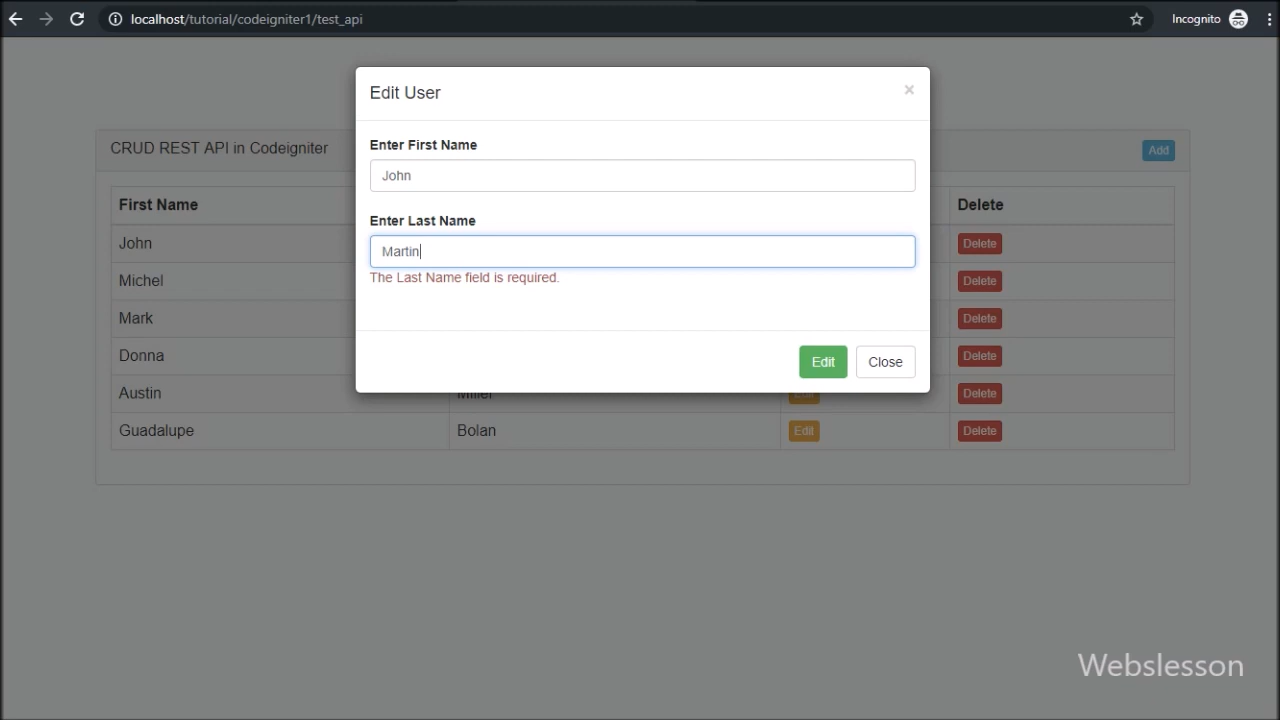 localhost/tutorial/codeigniter1/test_api
Incognito
Edit User
×
Enter First Name
John
Enter Last Name
Martin
The Last Name field is required.
Edit Close
CRUD REST API in Codeigniter Add
First Name Delete
John Delete
Michel Delete
Mark Delete
Donna Delete
Austin Miller Edit Delete
Guadalupe Bolan Edit Delete
Webslesson